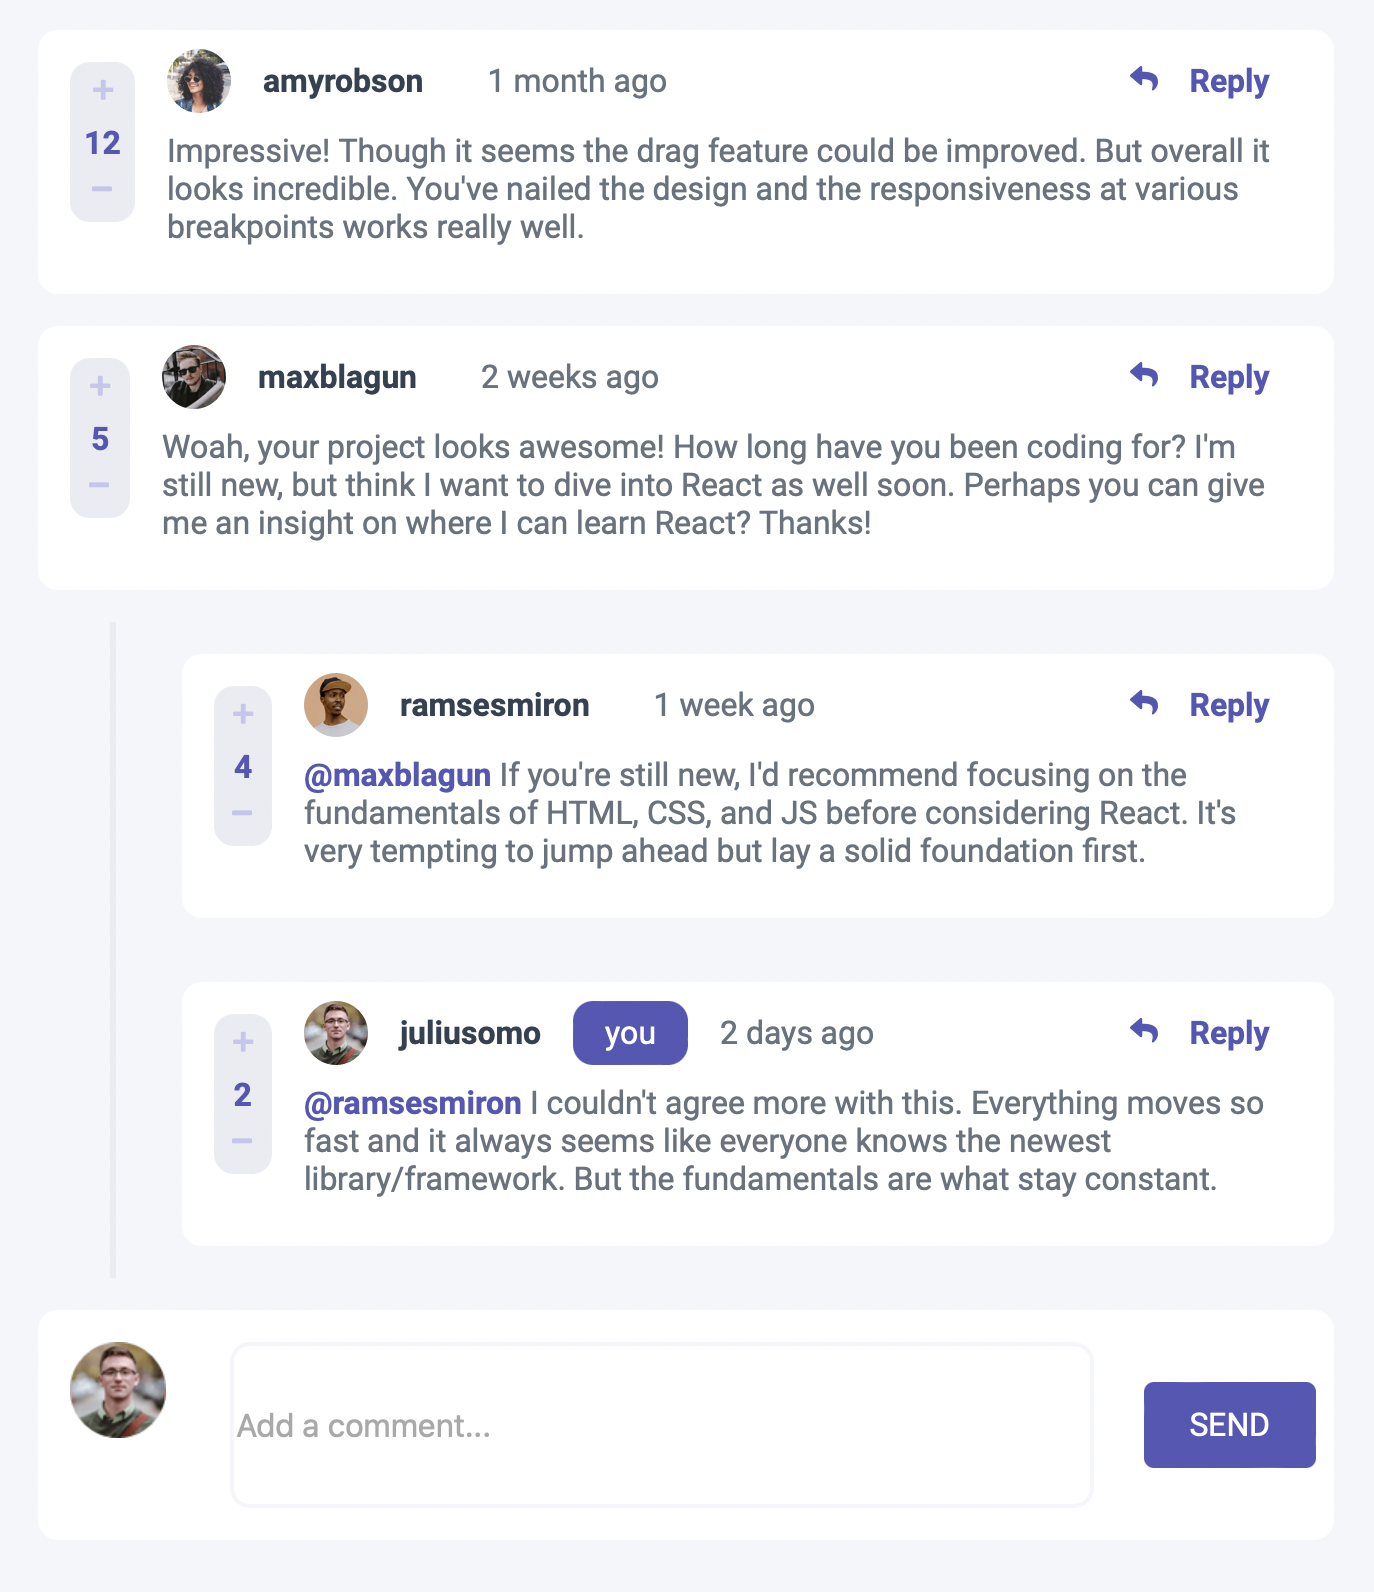 amyrobson 1 month ago Reply
+
12
−
Impressive! Though it seems the drag feature could be improved. But overall it
looks incredible. You've nailed the design and the responsiveness at various
breakpoints works really well.
maxblagun 2 weeks ago Reply
+
5
−
Woah, your project looks awesome! How long have you been coding for? I'm
still new, but think I want to dive into React as well soon. Perhaps you can give
me an insight on where I can learn React? Thanks!
ramsesmiron 1 week ago Reply
+
4
−
@maxblagun If you're still new, I'd recommend focusing on the
fundamentals of HTML, CSS, and JS before considering React. It's
very tempting to jump ahead but lay a solid foundation first.
juliusomo you 2 days ago Reply
+
2
−
@ramsesmiron I couldn't agree more with this. Everything moves so
fast and it always seems like everyone knows the newest
library/framework. But the fundamentals are what stay constant.
Add a comment...
SEND